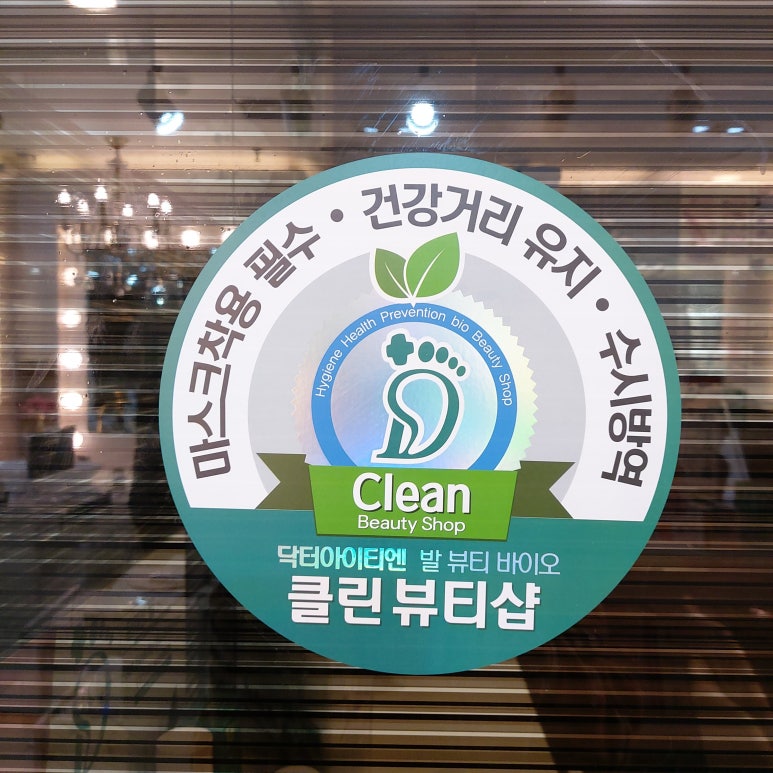 마스크착용 필수 • 건강거리 유지 • 수시방역
Hygiene Health Prevention bio Beauty Shop
Clean
Beauty Shop
닥터아이티엔 발 뷰티 바이오
클린뷰티샵